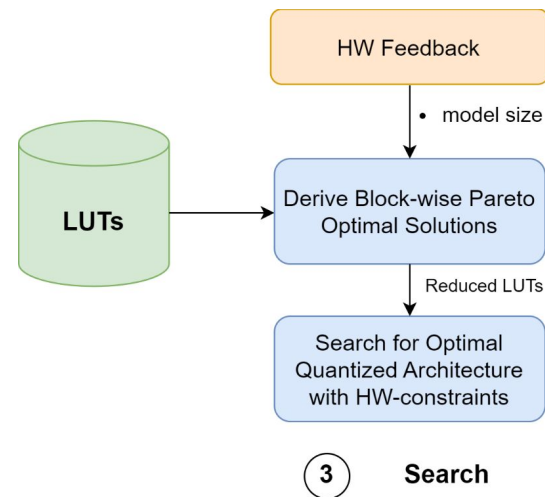 HW Feedback
• model size
LUTs
Derive Block-wise Pareto
Optimal Solutions
Reduced LUTs
Search for Optimal
Quantized Architecture
with HW-constraints
3 Search